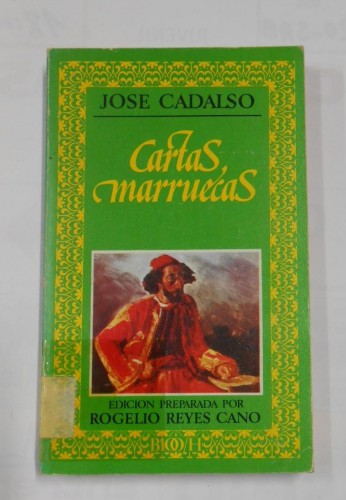 JOSE CADALSO
Cartas
marruecas
EDICION PREPARADA POR
ROGELIO REYES CANO